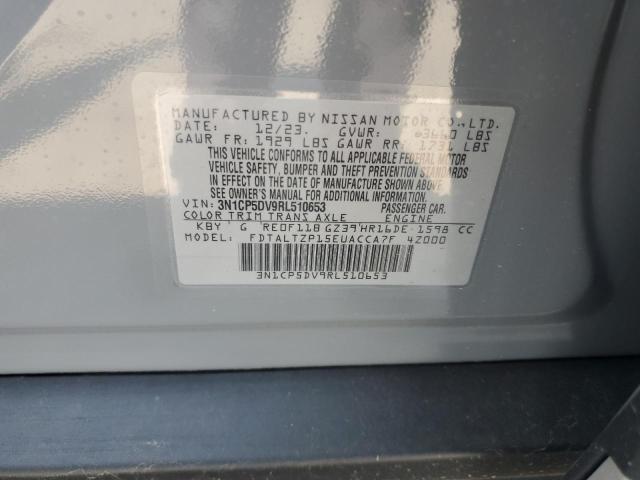 MANUFACTURED BY NISSAN MOTOR CO.,LTD.
DATE: 12/23. GVWR: 3660 LBS
GAWR FR: 1929 LBS GAWR RR: 1731 LBS
THIS VEHICLE CONFORMS TO ALL APPLICABLE FEDERAL MOTOR
VEHICLE SAFETY, BUMPER AND THEFT PREVENTION STANDARDS
IN EFFECT ON THE DATE OF MANUFACTURE SHOWN ABOVE.
SEE OWNER'S MANUAL FOR ADDITIONAL INFORMATION.
VIN: 3N1CP5DV9RL510653 PASSENGER CAR.
COLOR TRIM TRANS AXLE ENGINE
KBY G RE0F11B GZ39 HR16DE 1598 CC
MODEL: FDTALTZP15EUACCA7F 4Z000
3N1CP5DV9RL510653